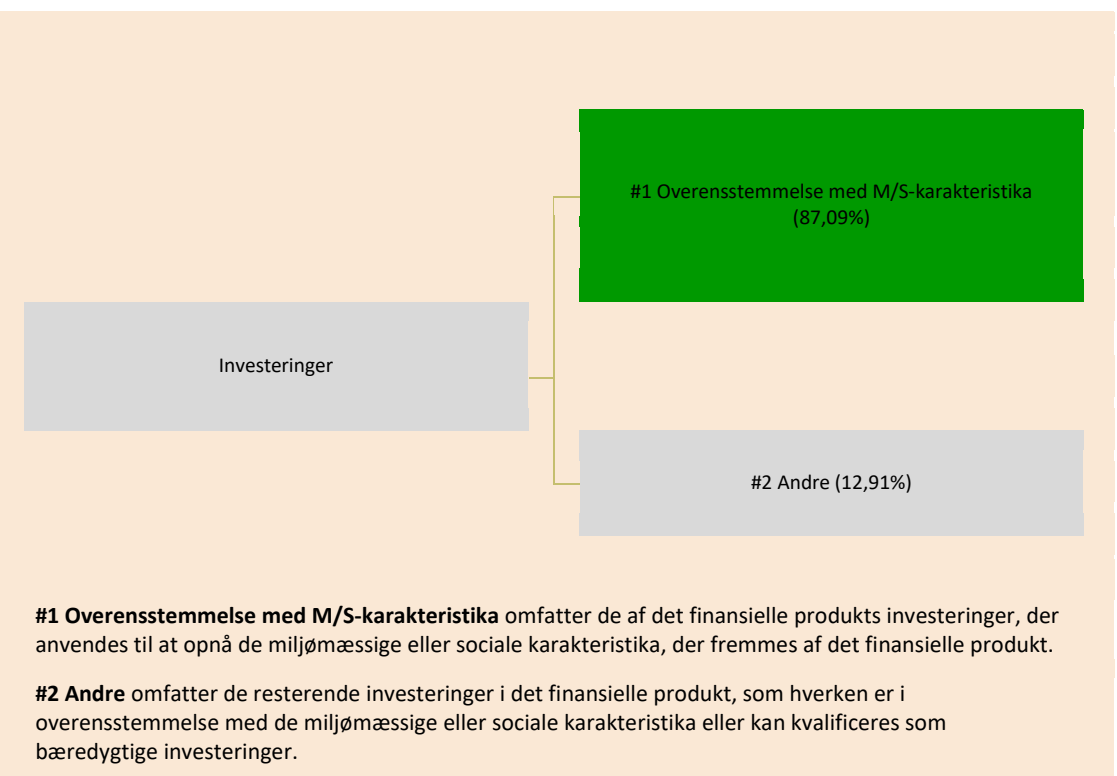 #1 Overensstemmelse med M/S-karakteristika
(87,09%)
Investeringer
#2 Andre (12,91%)
#1 Overensstemmelse med M/S-karakteristika omfatter de af det finansielle produkts investeringer, der
anvendes til at opnå de miljømæssige eller sociale karakteristika, der fremmes af det finansielle produkt.
#2 Andre omfatter de resterende investeringer i det finansielle produkt, som hverken er i
overensstemmelse med de miljømæssige eller sociale karakteristika eller kan kvalificeres som
bæredygtige investeringer.